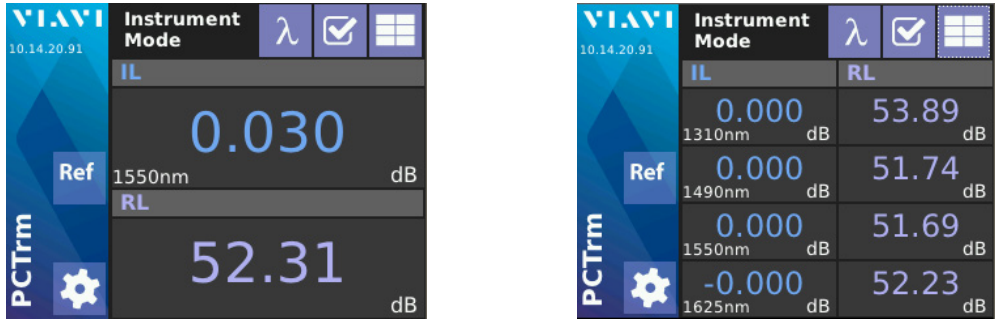 VIAVI
10.14.20.91
Instrument
Mode
λ
IL
0.030
1550nm dB
RL
52.31
dB
Ref
PCTrm
VIAVI
10.14.20.91
Instrument
Mode
λ
IL RL
0.000 53.89
1310nm dB dB
0.000 51.74
1490nm dB dB
0.000 51.69
1550nm dB dB
-0.000 52.23
1625nm dB dB
Ref
PCTrm